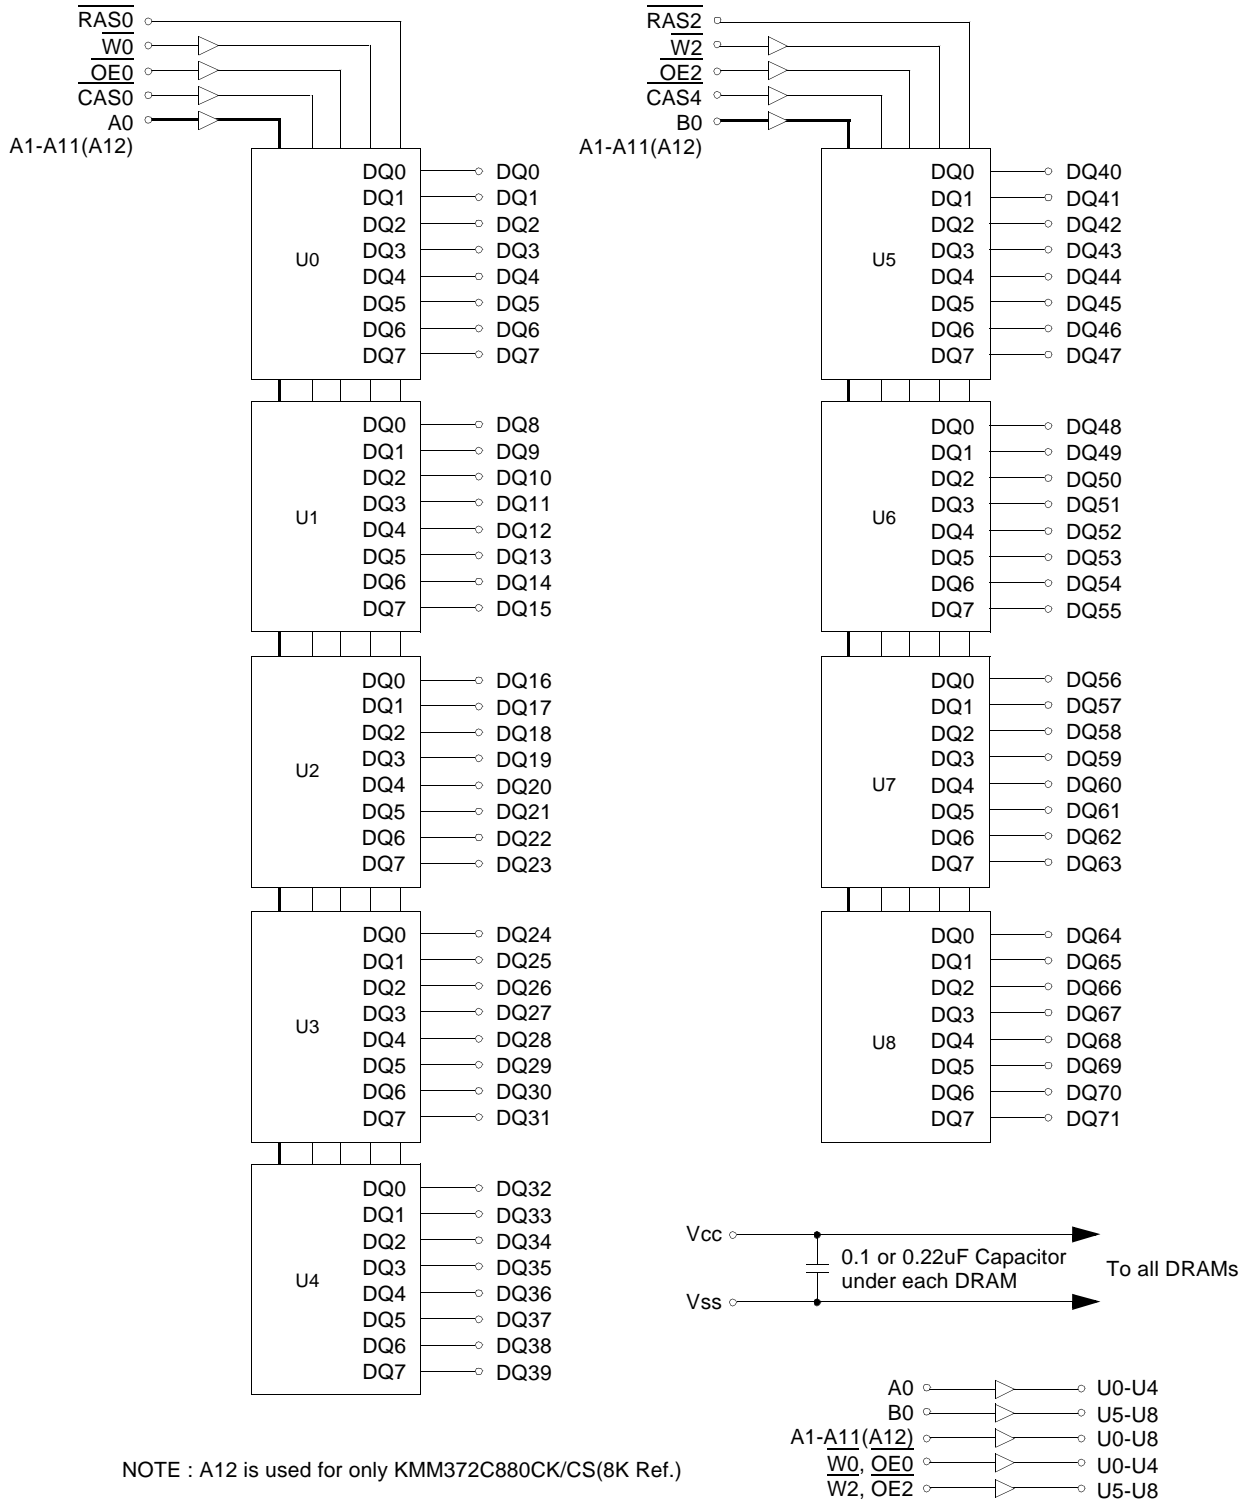 RAS0
W0
OE0
CAS0
A0
A1-A11(A12)
U0
DQ0 DQ0
DQ1 DQ1
DQ2 DQ2
DQ3 DQ3
DQ4 DQ4
DQ5 DQ5
DQ6 DQ6
DQ7 DQ7
U1
DQ0 DQ8
DQ1 DQ9
DQ2 DQ10
DQ3 DQ11
DQ4 DQ12
DQ5 DQ13
DQ6 DQ14
DQ7 DQ15
U2
DQ0 DQ16
DQ1 DQ17
DQ2 DQ18
DQ3 DQ19
DQ4 DQ20
DQ5 DQ21
DQ6 DQ22
DQ7 DQ23
U3
DQ0 DQ24
DQ1 DQ25
DQ2 DQ26
DQ3 DQ27
DQ4 DQ28
DQ5 DQ29
DQ6 DQ30
DQ7 DQ31
U4
DQ0 DQ32
DQ1 DQ33
DQ2 DQ34
DQ3 DQ35
DQ4 DQ36
DQ5 DQ37
DQ6 DQ38
DQ7 DQ39
RAS2
W2
OE2
CAS4
B0
A1-A11(A12)
U5
DQ0 DQ40
DQ1 DQ41
DQ2 DQ42
DQ3 DQ43
DQ4 DQ44
DQ5 DQ45
DQ6 DQ46
DQ7 DQ47
U6
DQ0 DQ48
DQ1 DQ49
DQ2 DQ50
DQ3 DQ51
DQ4 DQ52
DQ5 DQ53
DQ6 DQ54
DQ7 DQ55
U7
DQ0 DQ56
DQ1 DQ57
DQ2 DQ58
DQ3 DQ59
DQ4 DQ60
DQ5 DQ61
DQ6 DQ62
DQ7 DQ63
U8
DQ0 DQ64
DQ1 DQ65
DQ2 DQ66
DQ3 DQ67
DQ4 DQ68
DQ5 DQ69
DQ6 DQ70
DQ7 DQ71
Vcc
0.1 or 0.22uF Capacitor
under each DRAM
To all DRAMs
Vss
A0 U0-U4
B0 U5-U8
A1-A11(A12) U0-U8
W0, OE0 U0-U4
W2, OE2 U5-U8
NOTE : A12 is used for only KMM372C880CK/CS(8K Ref.)